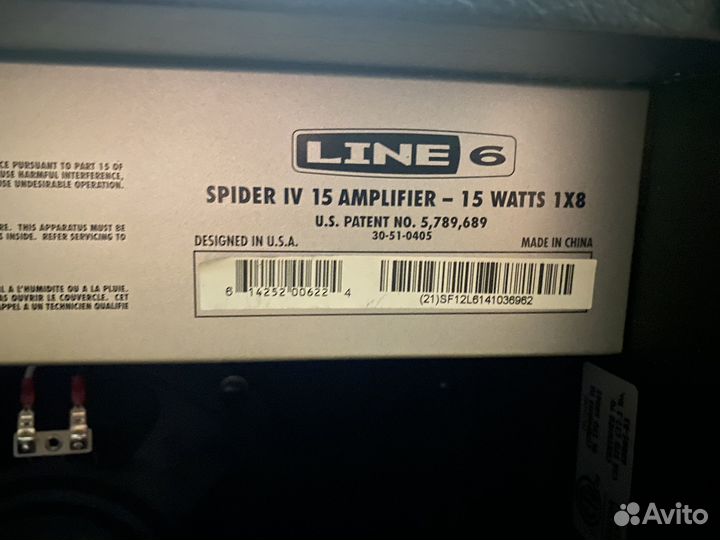 CE PURSUANT TO PART 15 OF
USE HARMFUL INTERFERENCE,
USE UNDESIRABLE OPERATION.
RE. THIS APPARATUS MUST BE
S INSIDE. REFER SERVICING TO
IL A L'HUMIDITE OU A LA PLUIE.
AS OUVRIR LE COUVERCLE. CET
APPEL A UN TECHNICIEN QUALIFIE
LINE 6
SPIDER IV 15 AMPLIFIER – 15 WATTS 1X8
U.S. PATENT NO. 5,789,689
30-51-0405
DESIGNED IN U.S.A. MADE IN CHINA
6 14252 00622 4
(21)SF12L6141036962
Avito